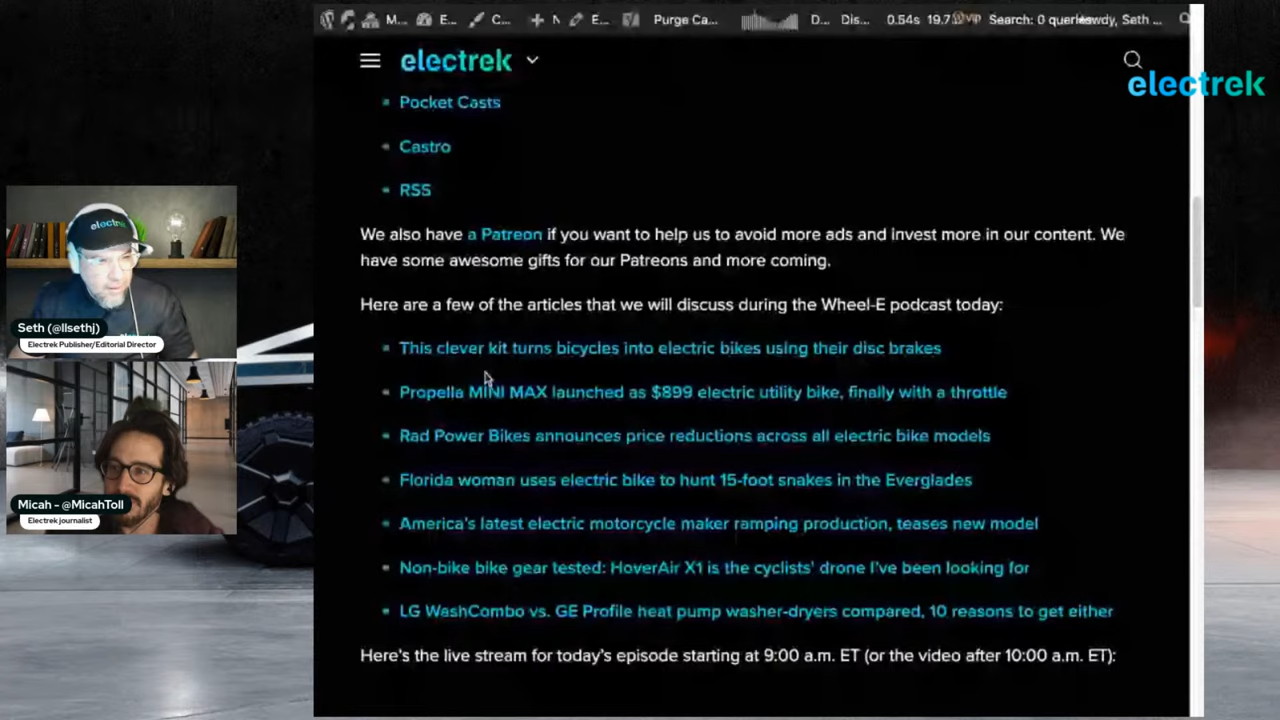 M... E... C... N E... Purge Ca... D... Dis... 0.54s Search: 0 queries Howdy, Seth ...
electrek
electrek
Pocket Casts
Castro
RSS
We also have a Patreon if you want to help us to avoid more ads and invest more in our content. We
have some awesome gifts for our Patreons and more coming.
Here are a few of the articles that we will discuss during the Wheel-E podcast today:
This clever kit turns bicycles into electric bikes using their disc brakes
Propella MINI MAX launched as $899 electric utility bike, finally with a throttle
Rad Power Bikes announces price reductions across all electric bike models
Florida woman uses electric bike to hunt 15-foot snakes in the Everglades
America's latest electric motorcycle maker ramping production, teases new model
Non-bike bike gear tested: HoverAir X1 is the cyclists' drone I've been looking for
LG WashCombo vs. GE Profile heat pump washer-dryers compared, 10 reasons to get either
Here's the live stream for today's episode starting at 9:00 a.m. ET (or the video after 10:00 a.m. ET):
electrek
Seth (@llsethj)
Electrek Publisher/Editorial Director
Micah - @MicahToll
Electrek journalist